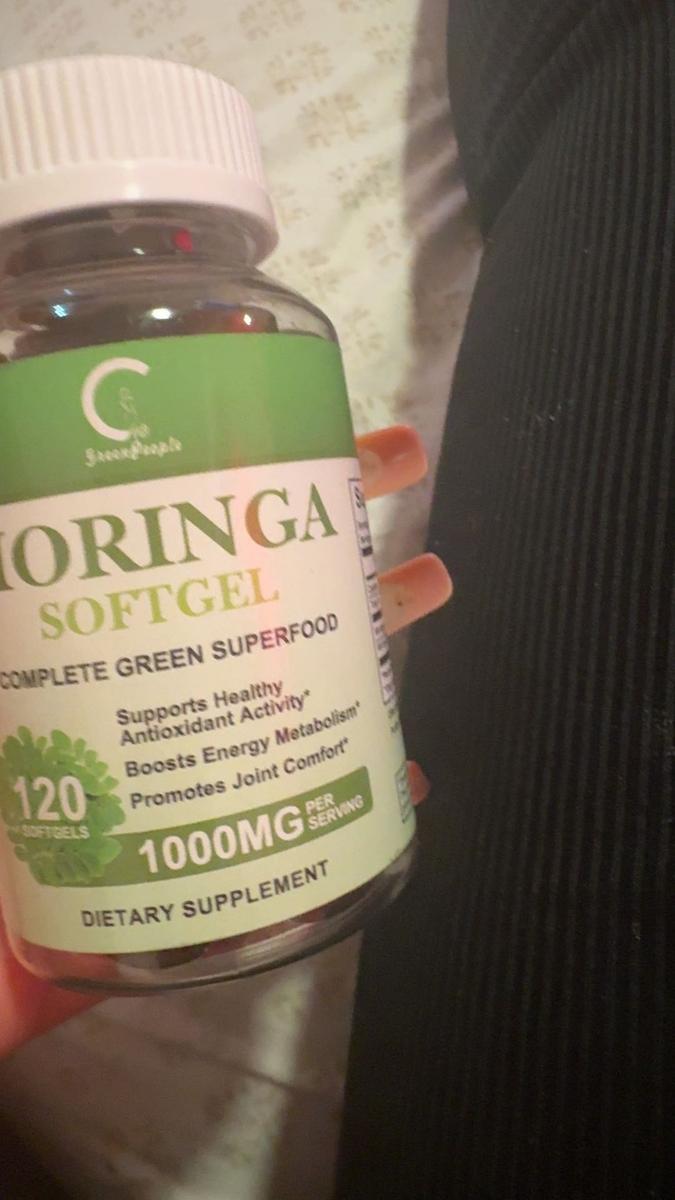 GreenPeople
MORINGA
SOFTGEL
COMPLETE GREEN SUPERFOOD
Supports Healthy
Antioxidant Activity*
Boosts Energy Metabolism*
Promotes Joint Comfort*
120
SOFTGELS
1000MG PER
SERVING
DIETARY SUPPLEMENT